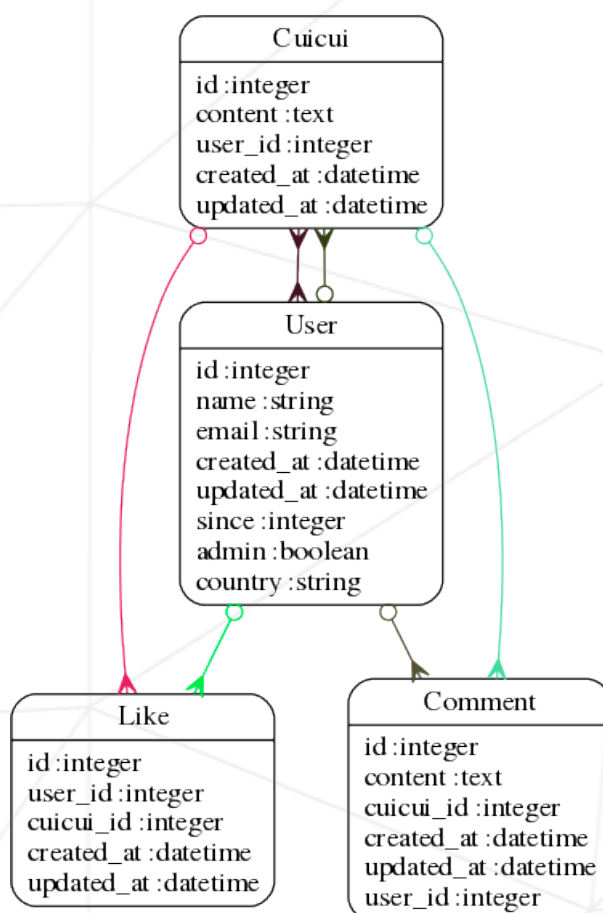 Cuicui
id :integer
content :text
user_id :integer
created_at :datetime
updated_at :datetime
User
id :integer
name :string
email :string
created_at :datetime
updated_at :datetime
since :integer
admin :boolean
country :string
Like
id :integer
user_id :integer
cuicui_id :integer
created_at :datetime
updated_at :datetime
Comment
id :integer
content :text
cuicui_id :integer
created_at :datetime
updated_at :datetime
user_id :integer